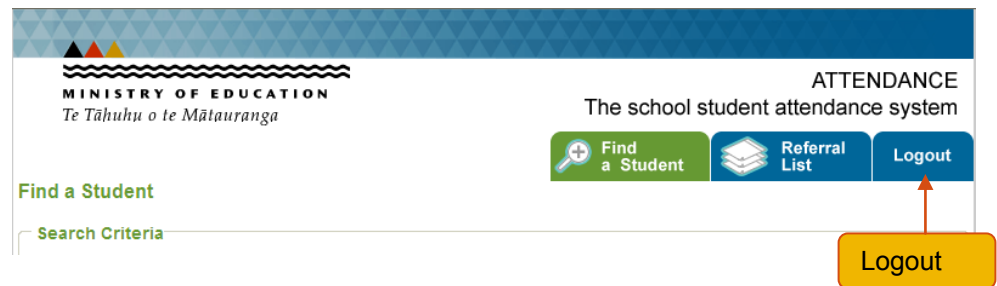 MINISTRY OF EDUCATION
Te Tāhuhu o te Mātauranga
ATTENDANCE
The school student attendance system
Find
a Student
Referral
List
Logout
Find a Student
Search Criteria
Logout